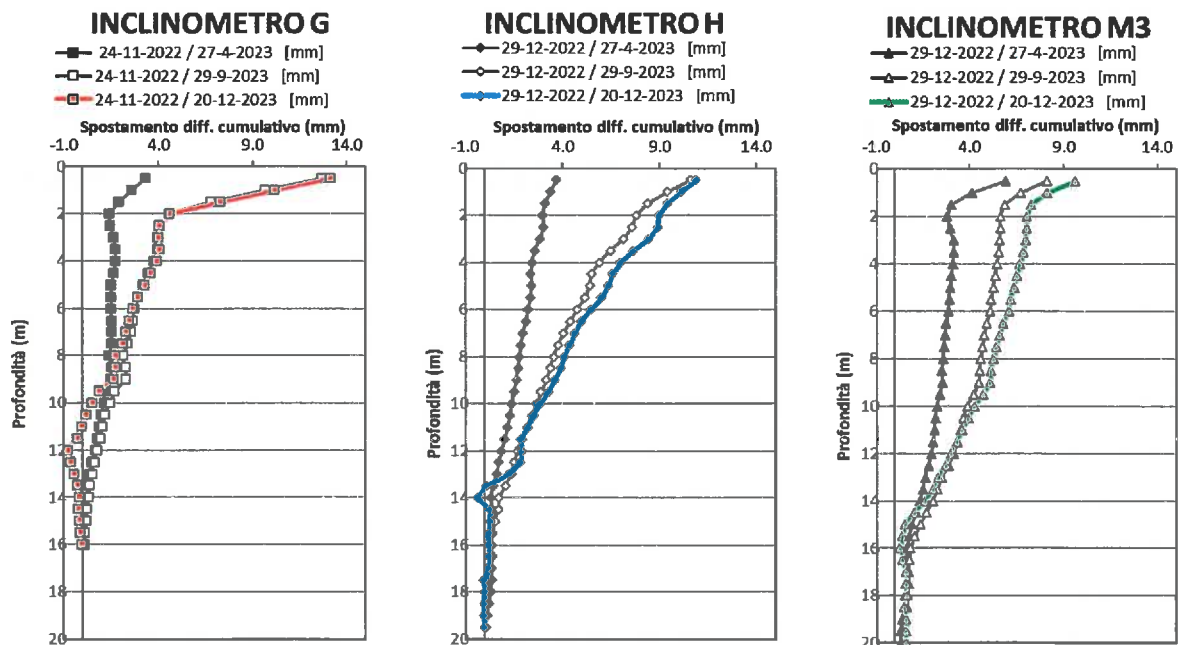 INCLINOMETRO G
24-11-2022 / 27-4-2023 [mm]
24-11-2022 / 29-9-2023 [mm]
24-11-2022 / 20-12-2023 [mm]
Spostamento diff. cumulativo (mm)
-1.0 4.0 9.0 14.0
0
2
4
6
8
10
12
14
16
18
20
Profondità (m)
INCLINOMETRO H
29-12-2022 / 27-4-2023 [mm]
29-12-2022 / 29-9-2023 [mm]
29-12-2022 / 20-12-2023 [mm]
Spostamento diff. cumulativo (mm)
-1.0 4.0 9.0 14.0
0
2
4
6
8
10
12
14
16
18
20
Profondità (m)
INCLINOMETRO M3
29-12-2022 / 27-4-2023 [mm]
29-12-2022 / 29-9-2023 [mm]
29-12-2022 / 20-12-2023 [mm]
Spostamento diff. cumulativo (mm)
-1.0 4.0 9.0 14.0
0
2
4
6
8
10
12
14
16
18
20
Profondità (m)